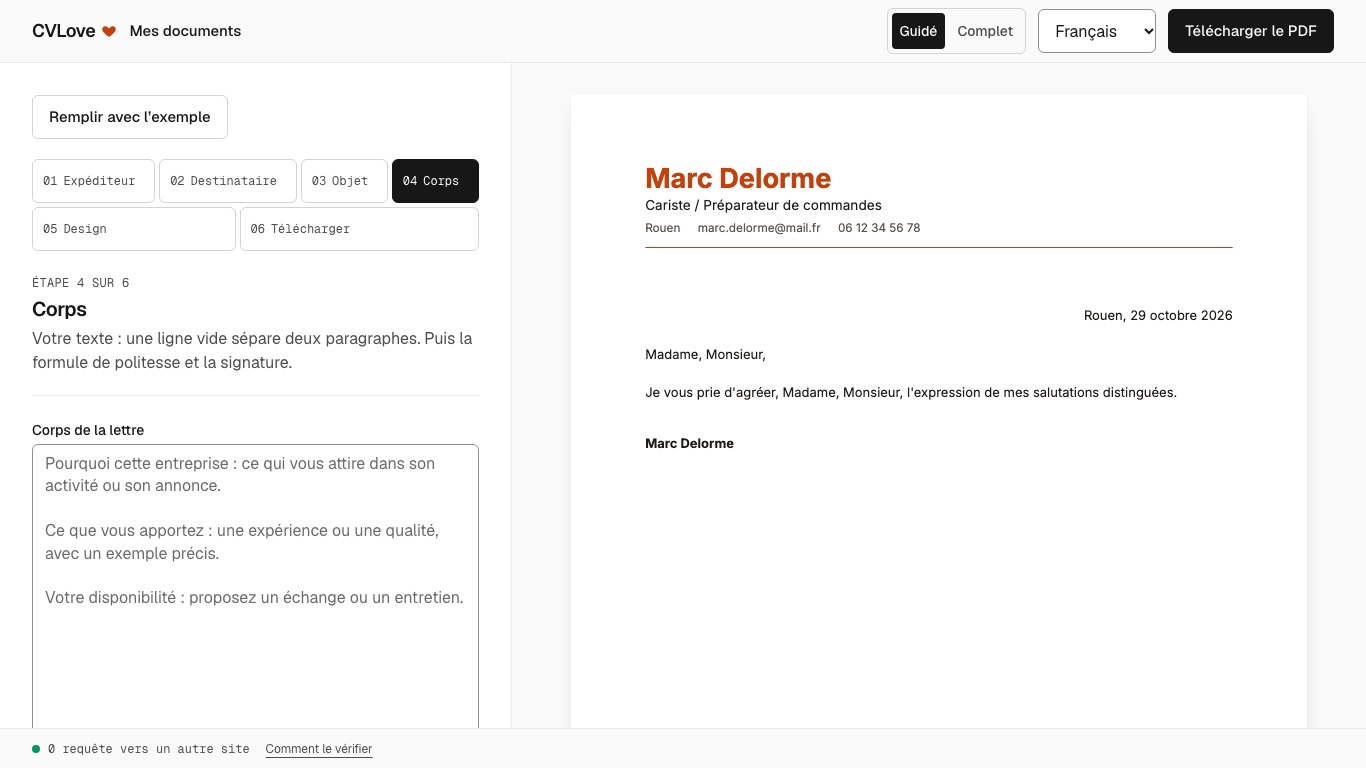 CVLove Mes documents
Guidé Complet Français Télécharger le PDF
Remplir avec l'exemple
01 Expéditeur 02 Destinataire 03 Objet 04 Corps
05 Design 06 Télécharger
ÉTAPE 4 SUR 6
Corps
Votre texte : une ligne vide sépare deux paragraphes. Puis la
formule de politesse et la signature.
Corps de la lettre
Pourquoi cette entreprise : ce qui vous attire dans son
activité ou son annonce.
Ce que vous apportez : une expérience ou une qualité,
avec un exemple précis.
Votre disponibilité : proposez un échange ou un entretien.
Marc Delorme
Cariste / Préparateur de commandes
Rouen marc.delorme@mail.fr 06 12 34 56 78
Rouen, 29 octobre 2026
Madame, Monsieur,
Je vous prie d'agréer, Madame, Monsieur, l'expression de mes salutations distinguées.
Marc Delorme
0 requête vers un autre site Comment le vérifier